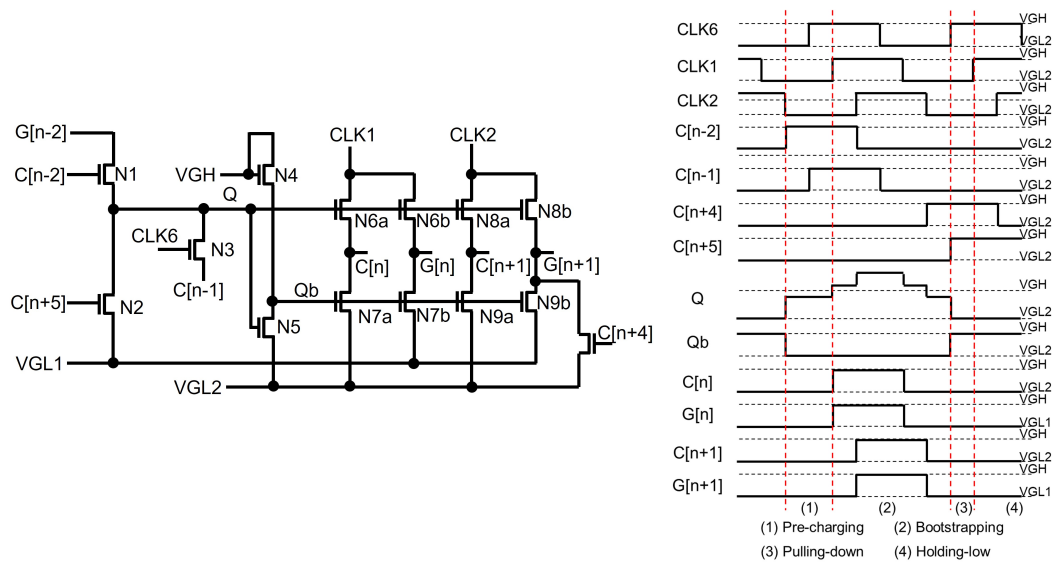 G[n-2]
C[n-2]
N1
VGH
N4
CLK1
CLK2
Q
N6a
N6b
N8a
N8b
CLK6
N3
C[n-1]
C[n]
G[n]
C[n+1]
G[n+1]
C[n+5]
N2
Qb
N5
N7a
N7b
N9a
N9b
C[n+4]
VGL1
VGL2
CLK6
VGH
VGL2
CLK1
VGH
VGL2
CLK2
VGH
VGL2
C[n-2]
VGH
VGL2
C[n-1]
VGH
VGL2
C[n+4]
VGH
VGL2
C[n+5]
VGH
VGL2
Q
VGH
VGL2
Qb
VGH
VGL2
C[n]
VGH
VGL2
G[n]
VGH
VGL1
C[n+1]
VGH
VGL2
G[n+1]
VGH
VGL1
(1)
(2)
(3)
(4)
(1) Pre-charging
(2) Bootstrapping
(3) Pulling-down
(4) Holding-low